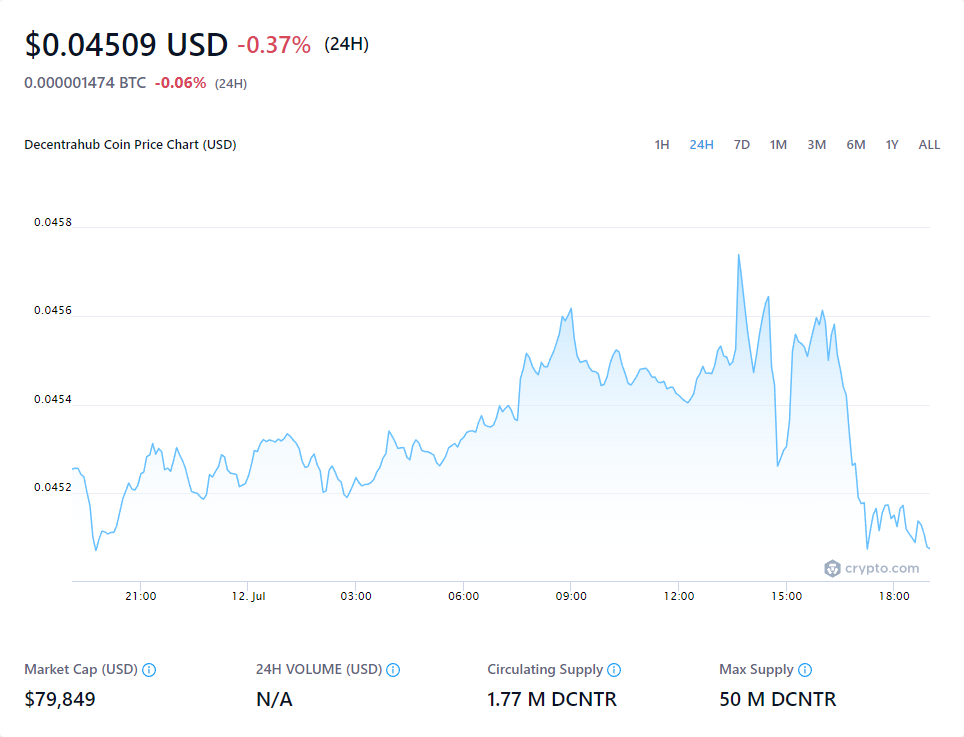 $0.04509 USD -0.37% (24H)
0.000001474 BTC -0.06% (24H)
Decentrahub Coin Price Chart (USD) 1H 24H 7D 1M 3M 6M 1Y ALL
0.0458
0.0456
0.0454
0.0452
crypto.com
21:00 12. Jul 03:00 06:00 09:00 12:00 15:00 18:00
Market Cap (USD) 24H VOLUME (USD) Circulating Supply Max Supply
$79,849 N/A 1.77 M DCNTR 50 M DCNTR